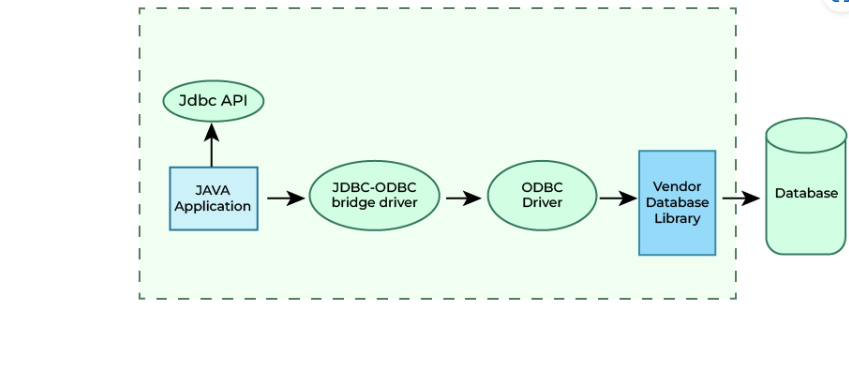 Jdbc API
JAVA
Application
JDBC-ODBC
bridge driver
ODBC
Driver
Vendor
Database
Library
Database